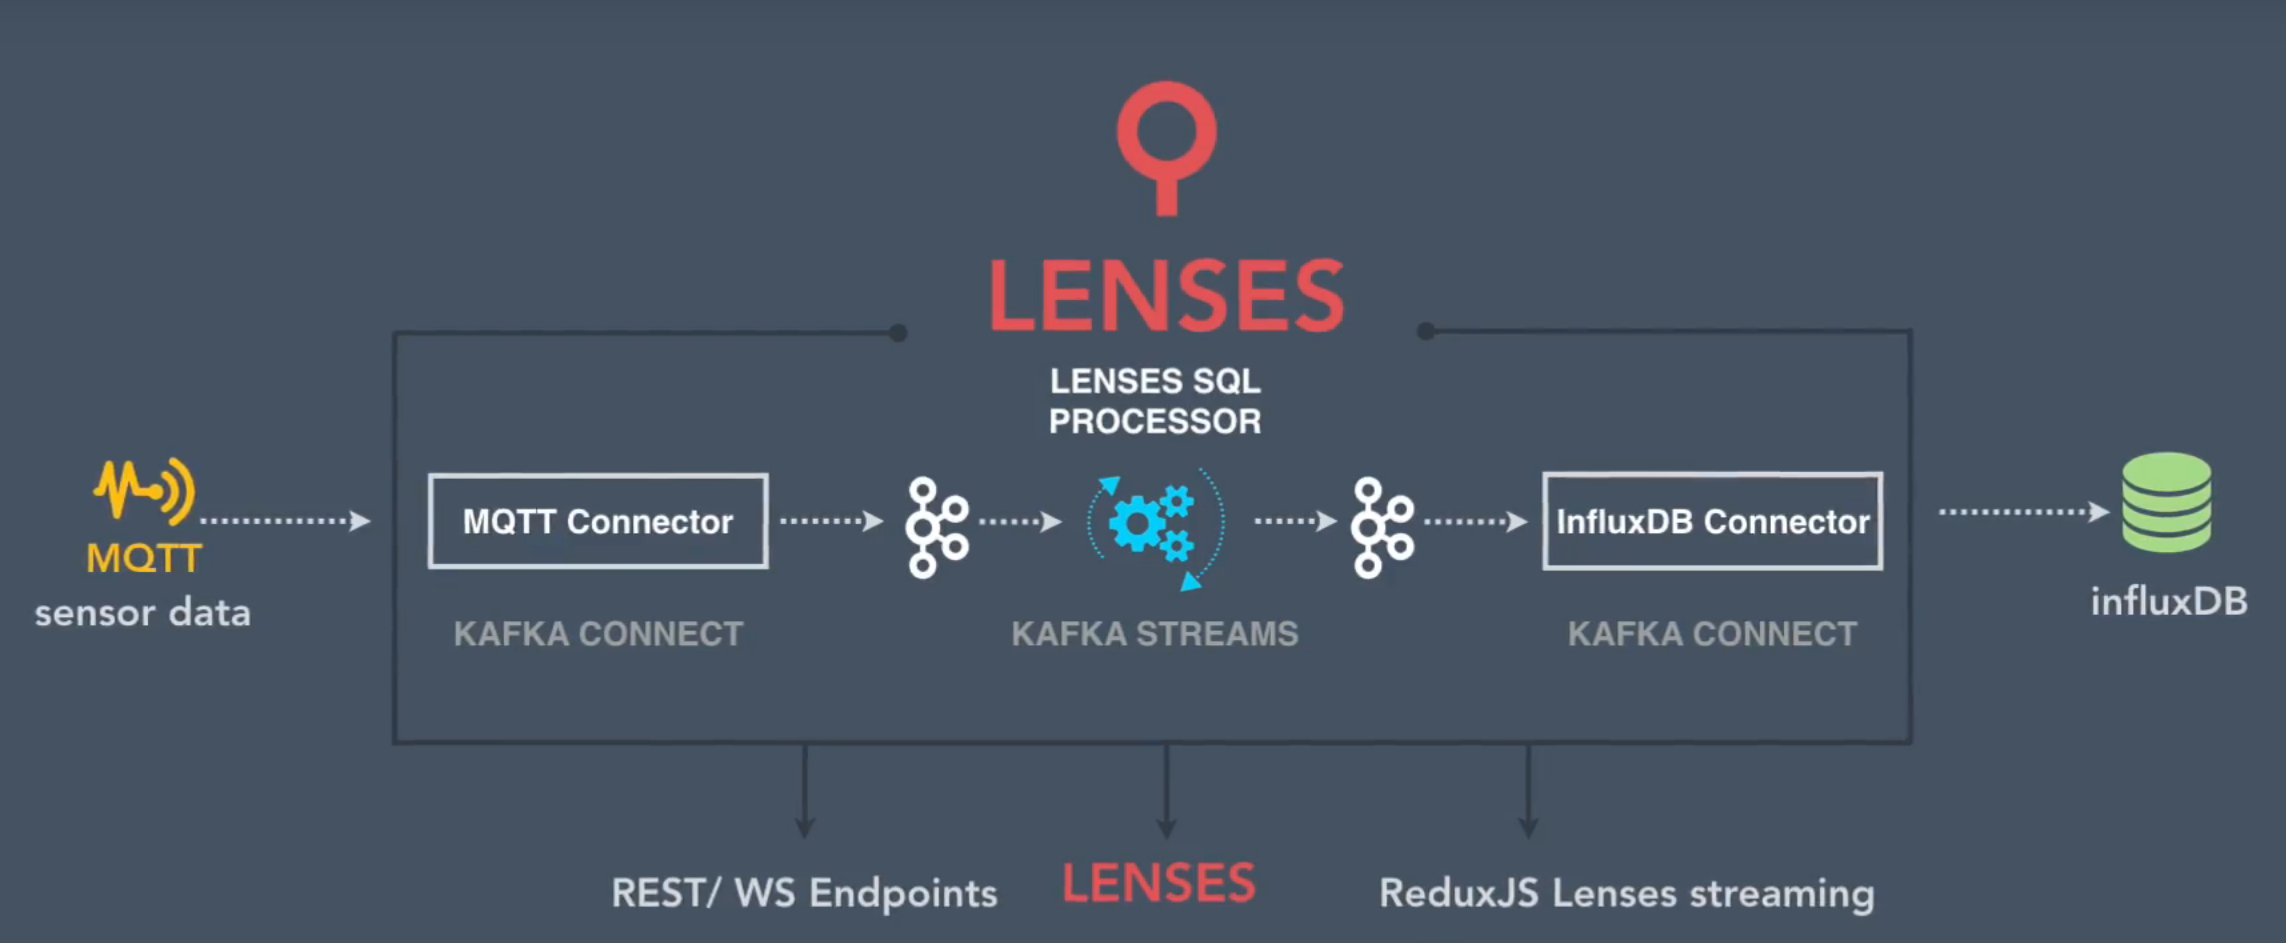 LENSES
LENSES SQL
PROCESSOR
MQTT
sensor data
MQTT Connector
KAFKA CONNECT
KAFKA STREAMS
InfluxDB Connector
KAFKA CONNECT
influxDB
REST/ WS Endpoints
LENSES
ReduxJS Lenses streaming